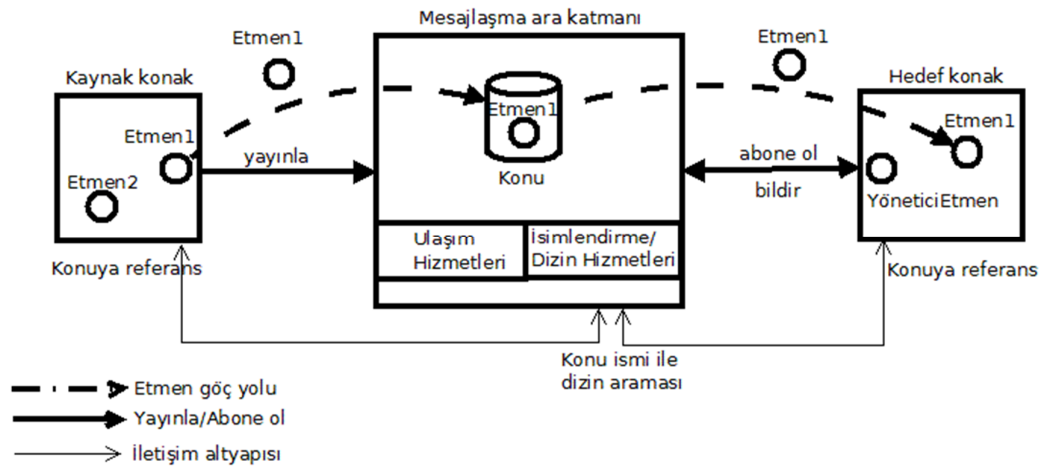 Mesajlaşma ara katmanı
Etmen1
Etmen1
Kaynak konak
Hedef konak
Etmen1
Etmen1
Etmen1
yayınla
abone ol
Etmen2
Konu
bildir
YöneticiEtmen
Ulaşım
Hizmetleri
İsimlendirme/
Dizin Hizmetleri
Konuya referans
Konuya referans
Konu ismi ile
dizin araması
Etmen göç yolu
Yayınla/Abone ol
İletişim altyapısı